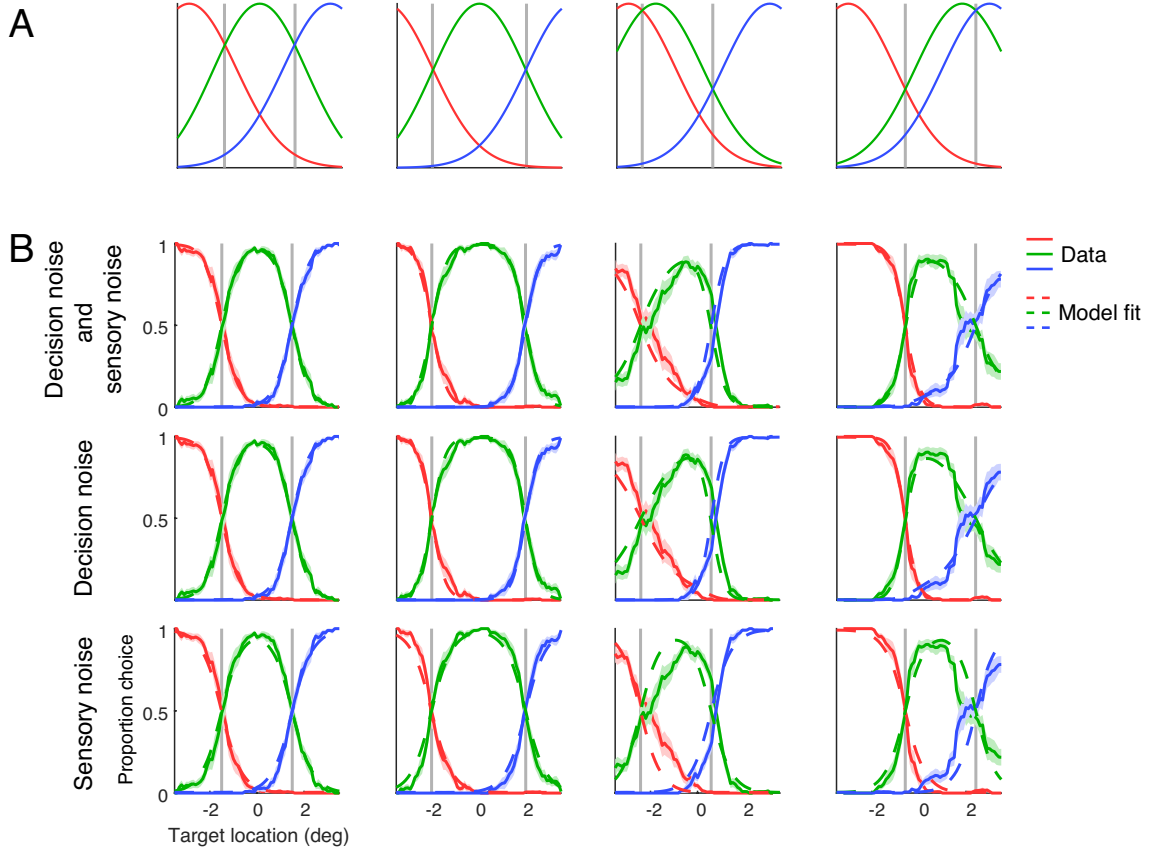 A
B
Decision noise
and
sensory noise
1
0.5
0
Data
Model fit
Decision noise
0.5
Sensory noise
Proportion choice
1
0.5
0
-2 0 2
-2 0 2
-2 0 2
-2 0 2
Target location (deg)